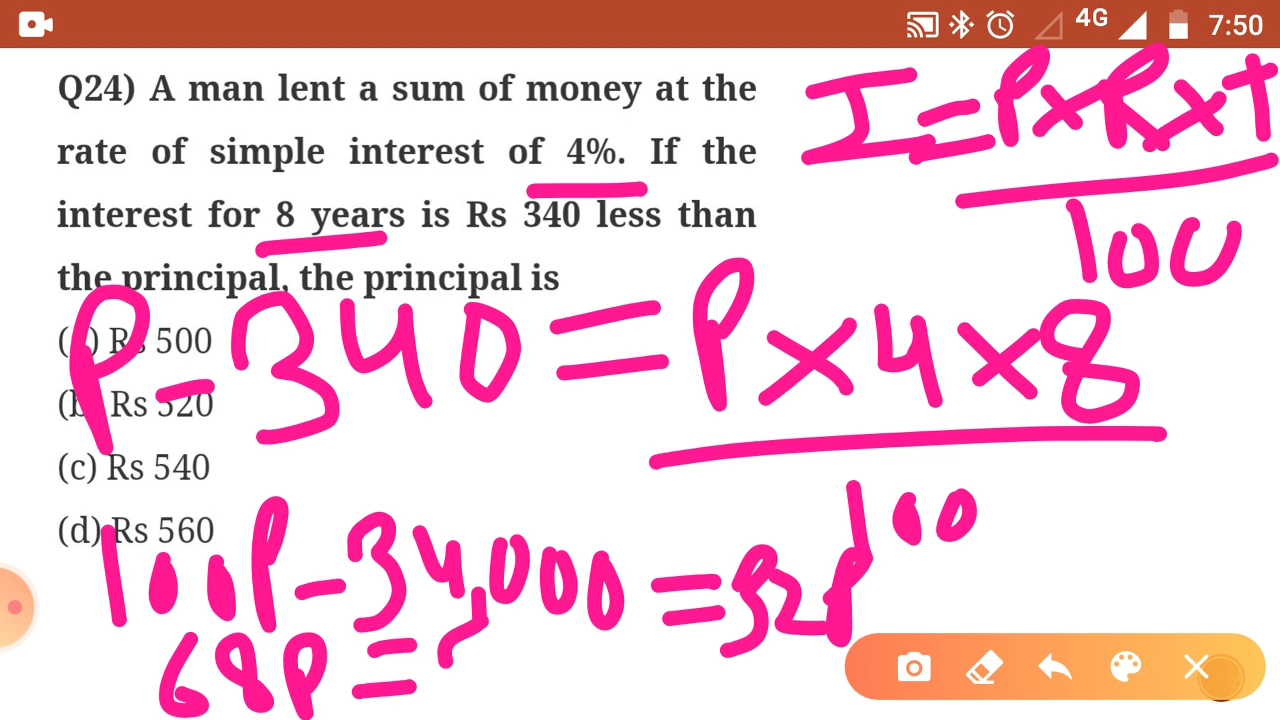 4G 7:50
Q24) A man lent a sum of money at the
rate of simple interest of 4%. If the
interest for 8 years is Rs 340 less than
the principal, the principal is
Rs 500
Rs 520
(c) Rs 540
(d) Rs 560
I = P×R×T
100
P - 340 = P×4×8
100
100P - 34,000 = 32P
68P =